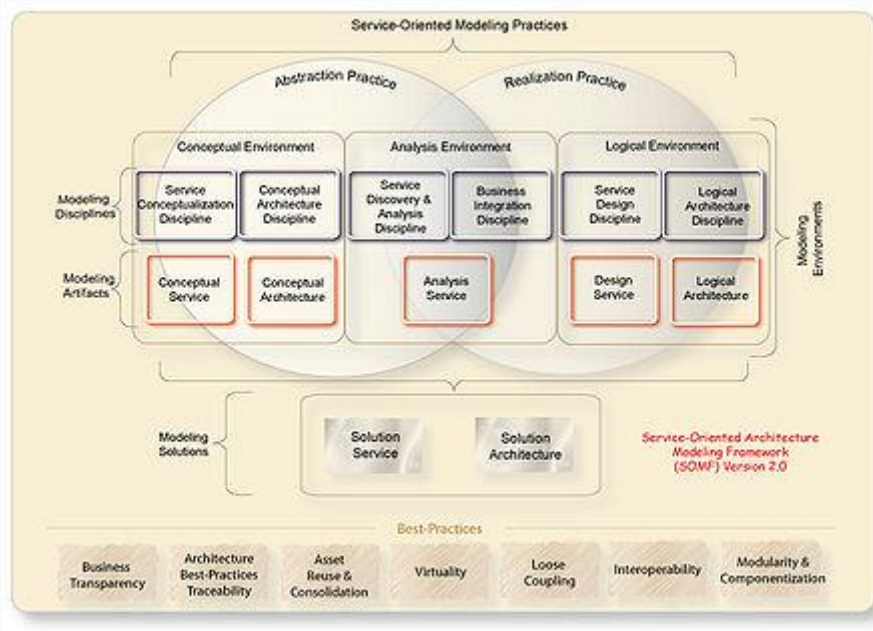 Service-Oriented Modeling Practices
Abstraction Practice
Realization Practice
Conceptual Environment
Analysis Environment
Logical Environment
Modeling
Disciplines
Service
Conceptualization
Discipline
Conceptual
Architecture
Discipline
Service
Discovery &
Analysis
Discipline
Business
Integration
Discipline
Service
Design
Discipline
Logical
Architecture
Discipline
Modeling
Environments
Modeling
Artifacts
Conceptual
Service
Conceptual
Architecture
Analysis
Service
Design
Service
Logical
Architecture
Modeling
Solutions
Solution
Service
Solution
Architecture
Service-Oriented Architecture
Modeling Framework
(SOMF) Version 2.0
Best-Practices
Business
Transparency
Architecture
Best-Practices
Traceability
Asset
Reuse &
Consolidation
Virtuality
Loose
Coupling
Interoperability
Modularity &
Componentization